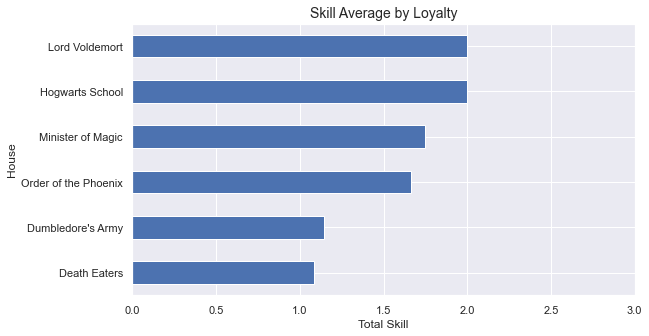 Skill Average by Loyalty
House
Lord Voldemort
Hogwarts School
Minister of Magic
Order of the Phoenix
Dumbledore's Army
Death Eaters
0.0 0.5 1.0 1.5 2.0 2.5 3.0
Total Skill